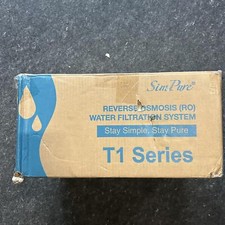 SimPure®
REVERSE OSMOSIS (RO)
WATER FILTRATION SYSTEM
Stay Simple, Stay Pure
T1 Series